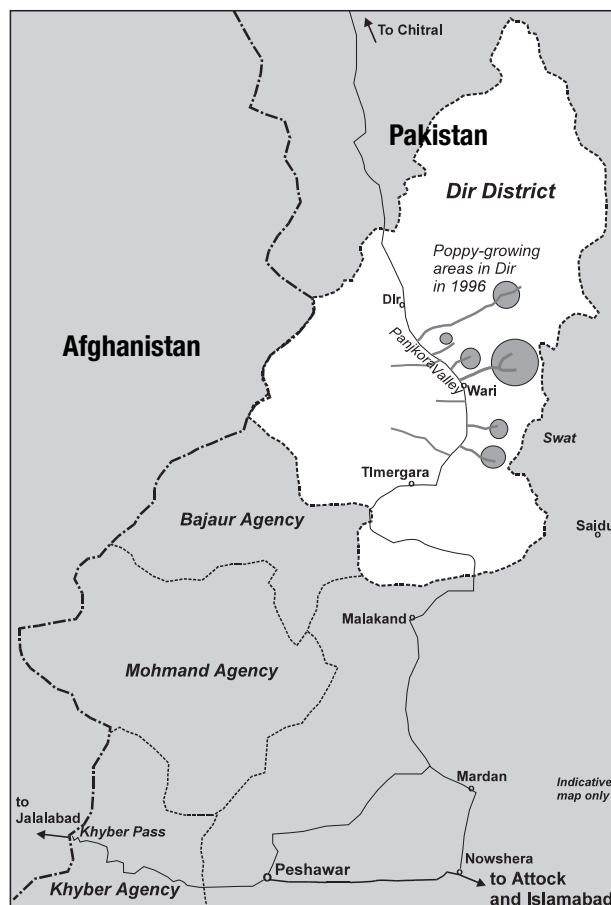 To Chitral
Pakistan
Dir District
Poppy-growing
areas in Dir
in 1996
DIr
Afghanistan
PanjkoraValley
Wari
Swat
TImergara
Bajaur Agency
Saidu
Malakand
Mohmand Agency
Mardan
Indicative
map only
to
Jalalabad
Khyber Pass
Peshawar
Nowshera
Khyber Agency
to Attock
and Islamabad